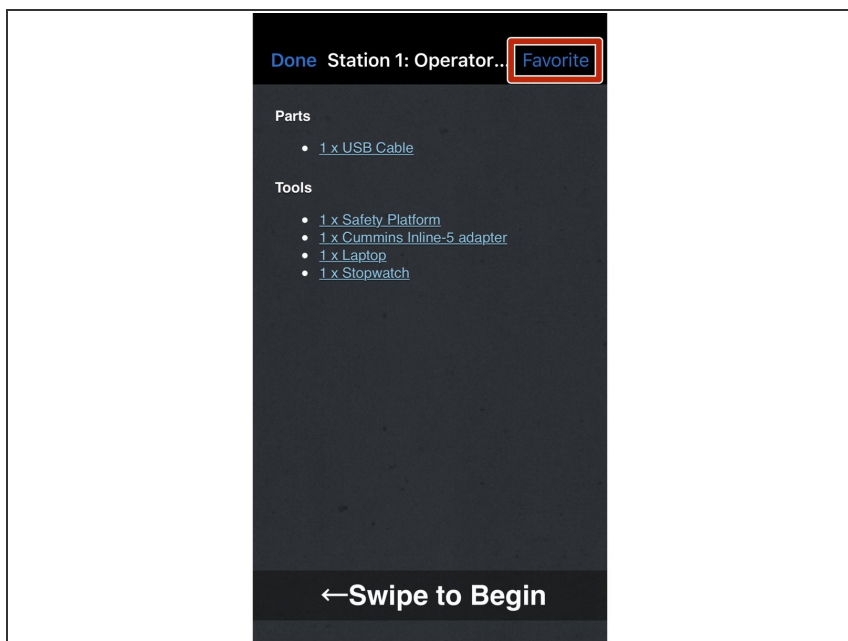 Done Station 1: Operator... Favorite
Parts
1 x USB Cable
Tools
1 x Safety Platform
1 x Cummins Inline-5 adapter
1 x Laptop
1 x Stopwatch
←Swipe to Begin